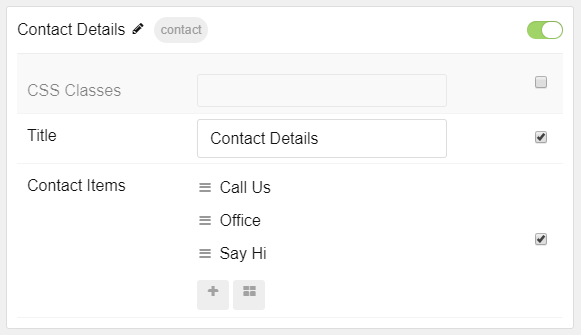 Contact Details contact
CSS Classes
Title Contact Details
Contact Items Call Us
Office
Say Hi